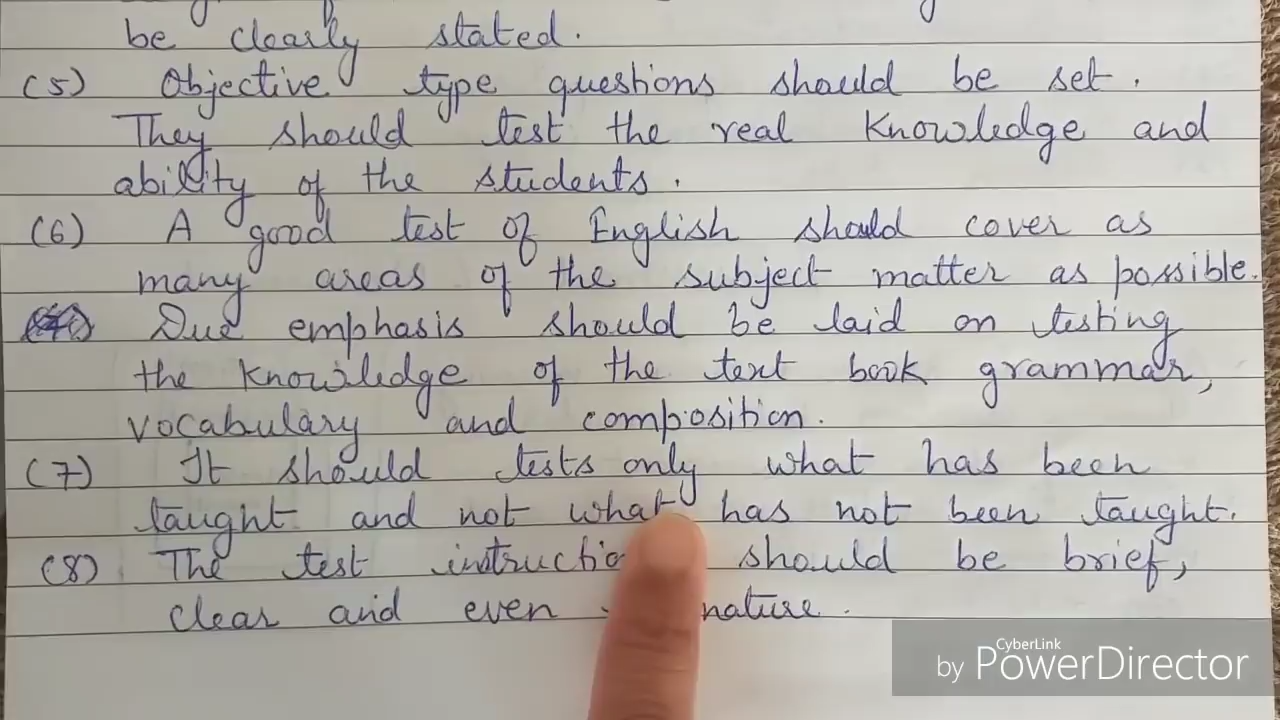 be clearly stated.
(5) Objective type questions should be set.
They should test the real knowledge and
ability of the students.
(6) A good test of English should cover as
many areas of the subject matter as possible.
Due emphasis should be laid on testing
the knowledge of the text book grammar,
vocabulary and composition.
(7) It should tests only what has been
taught and not what has not been taught.
(8) The test should be brief,
clear and even nature.
CyberLink
by PowerDirector